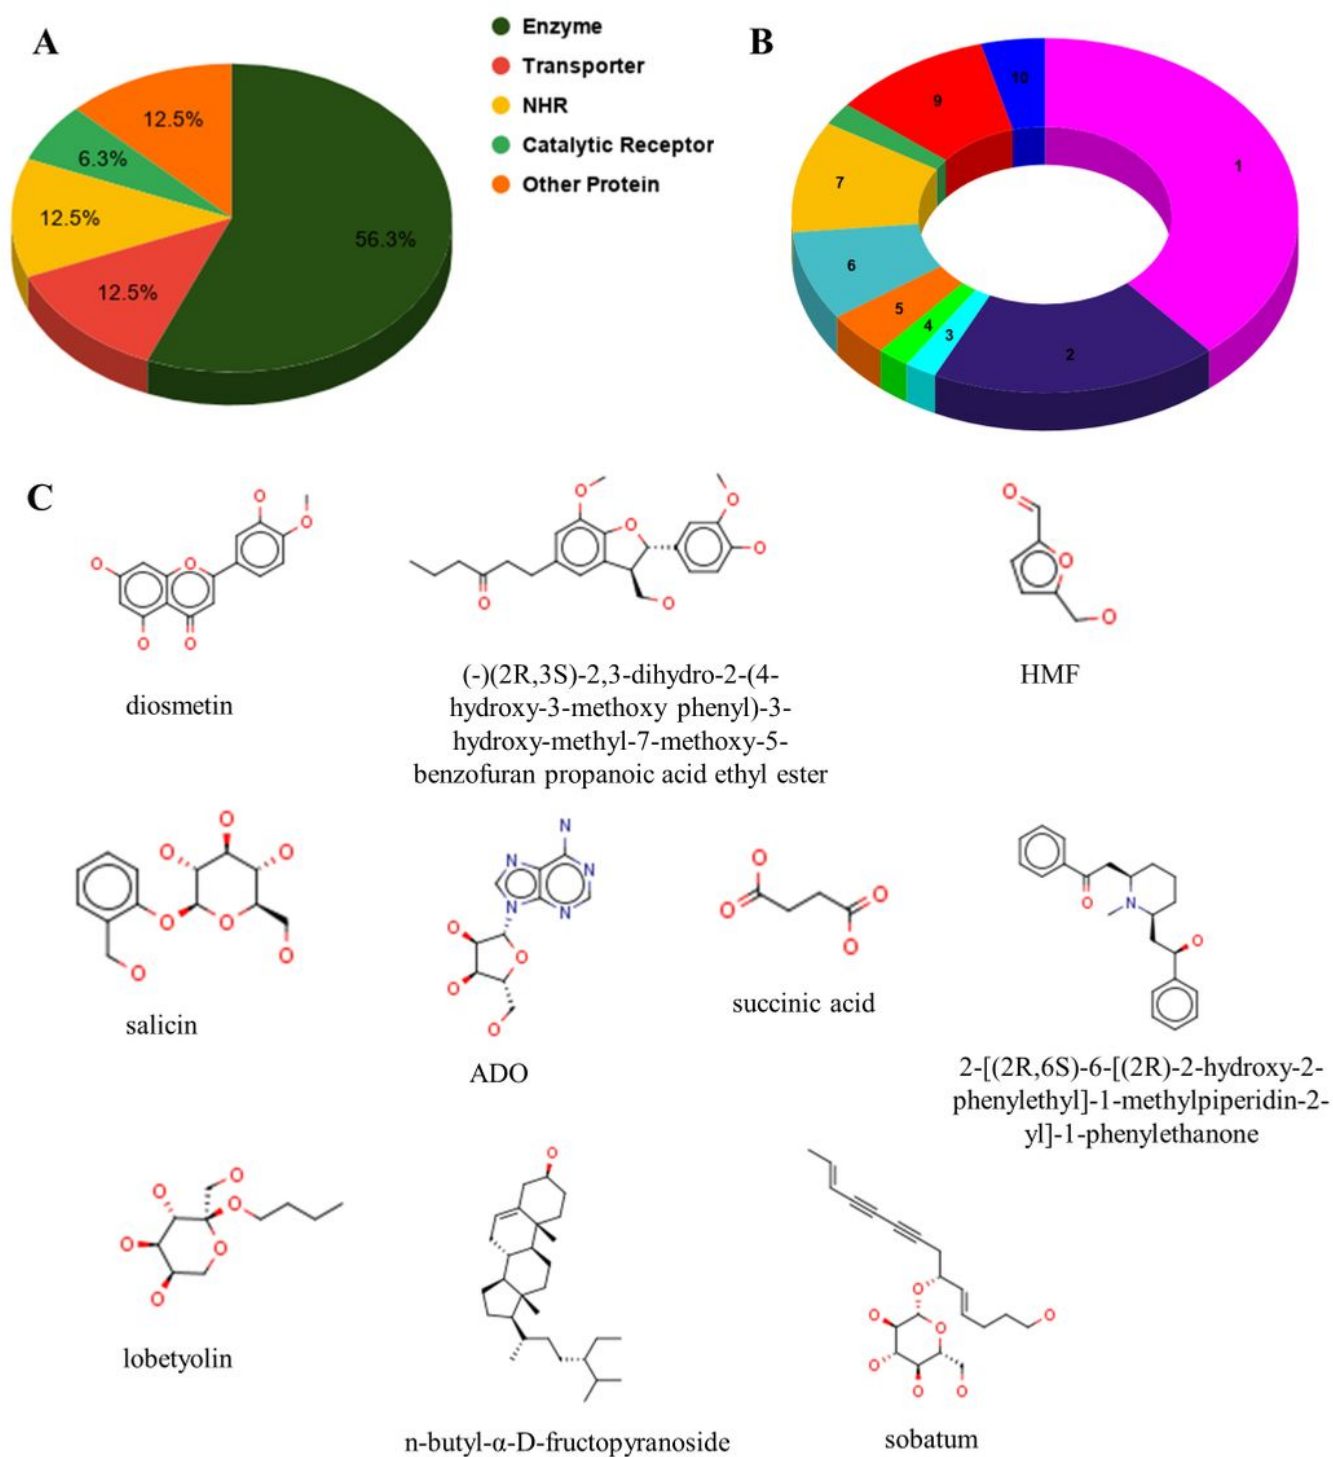 A
Enzyme
Transporter
NHR
Catalytic Receptor
Other Protein
12.5%
6.3%
12.5%
12.5%
56.3%
B
10
9
1
7
6
5
4
3
2
C
O
O
O
O
O
O
diosmetin
O
O
O
O
O
O
(-)(2R,3S)-2,3-dihydro-2-(4-
hydroxy-3-methoxy phenyl)-3-
hydroxy-methyl-7-methoxy-5-
benzofuran propanoic acid ethyl ester
O
O
O
HMF
O
O
O
O
O
O
O
salicin
N
N
N
N
N
O
O
O
O
ADO
O
O
O
O
succinic acid
O
N
O
2-[(2R,6S)-6-[(2R)-2-hydroxy-2-
phenylethyl]-1-methylpiperidin-2-
yl]-1-phenylethanone
O
O
O
O
O
O
lobetyolin
O
n-butyl-α-D-fructopyranoside
O
O
O
O
O
O
O
sobatum